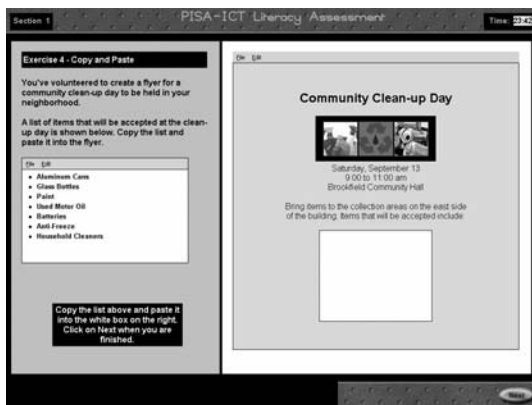 Section 1
PISA-ICT Literacy Assessment
Time: 23:42
Exercise 4 - Copy and Paste
You've volunteered to create a flyer for a
community clean-up day to be held in your
neighborhood.
A list of items that will be accepted at the clean-
up day is shown below. Copy the list and
paste it into the flyer.
File Edit
• Aluminum Cans
• Glass Bottles
• Paint
• Used Motor Oil
• Batteries
• Anti-Freeze
• Household Cleaners
Copy the list above and paste it
into the white box on the right.
Click on Next when you are
finished.
File Edit
Community Clean-up Day
Saturday, September 13
9:00 to 11:00 am
Brookfield Community Hall
Bring items to the collection areas on the east side
of the building. Items that will be accepted include:
Next